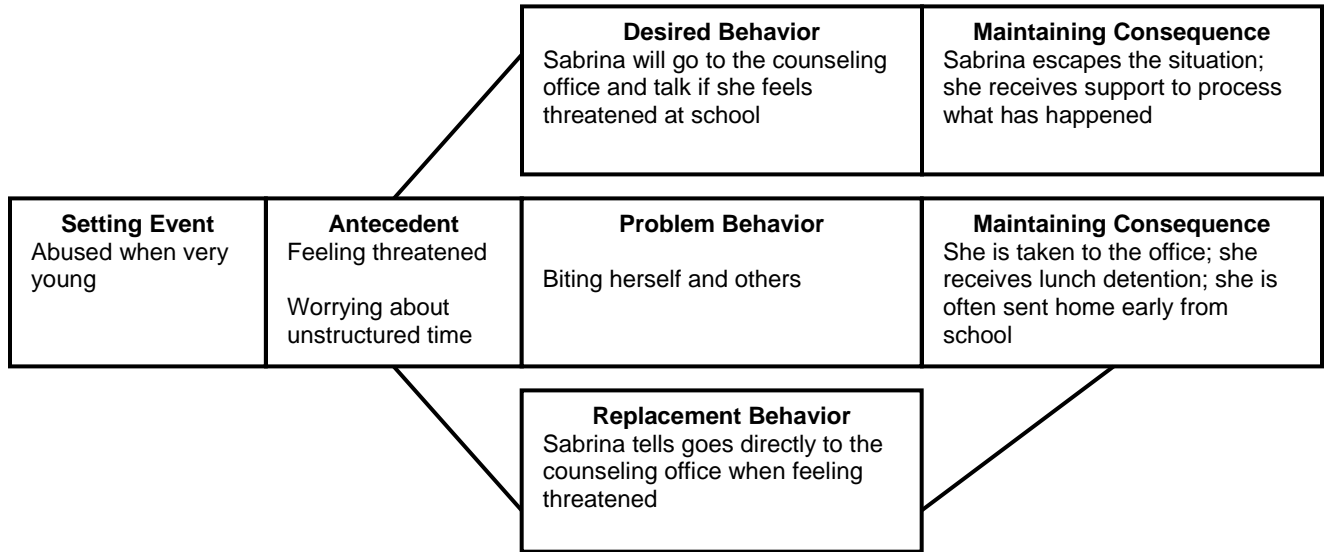 Desired Behavior
Sabrina will go to the counseling
office and talk if she feels
threatened at school
Maintaining Consequence
Sabrina escapes the situation;
she receives support to process
what has happened
Setting Event
Abused when very
young
Antecedent
Feeling threatened
Worrying about
unstructured time
Problem Behavior
Biting herself and others
Maintaining Consequence
She is taken to the office; she
receives lunch detention; she is
often sent home early from
school
Replacement Behavior
Sabrina tells goes directly to the
counseling office when feeling
threatened